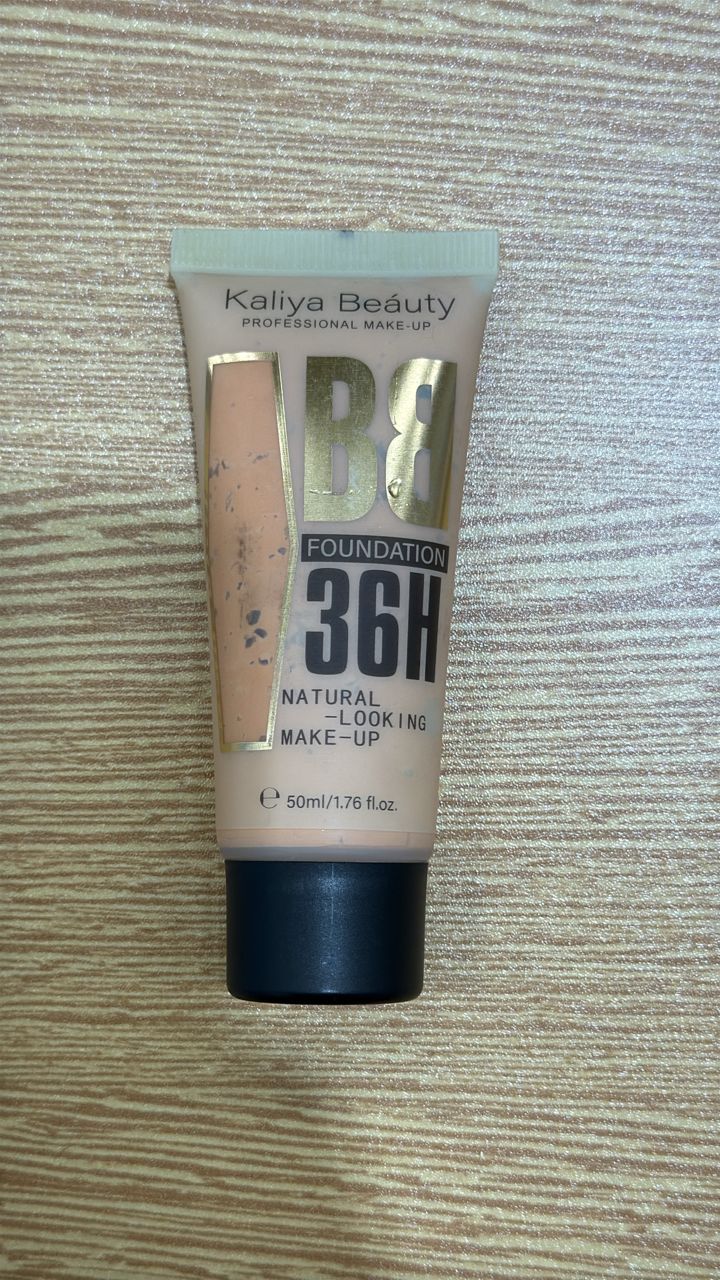 Kaliya Beáuty
PROFESSIONAL MAKE-UP
BB
FOUNDATION
36H
NATURAL
-LOOKING
MAKE-UP
℮ 50ml/1.76 fl.oz.